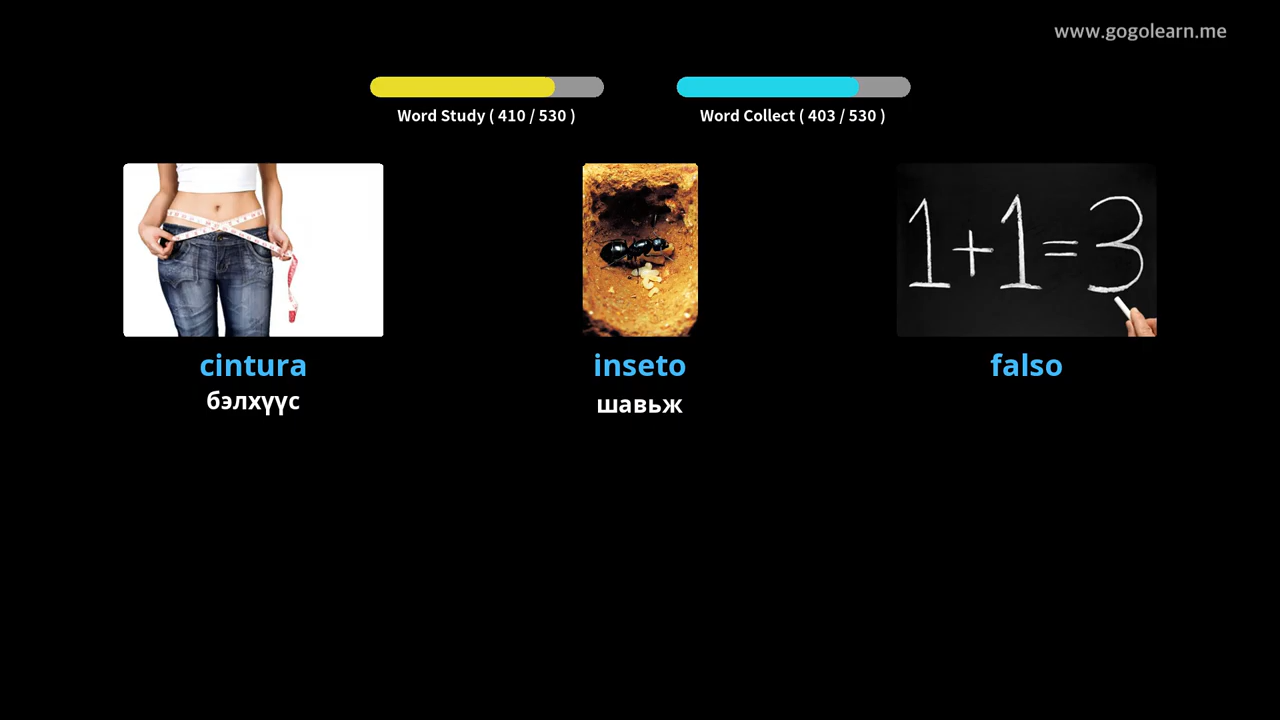 www.gogolearn.me
Word Study ( 410 / 530 )
Word Collect ( 403 / 530 )
1+1=3
cintura
inseto
falso
бэлхүүс
шавьж